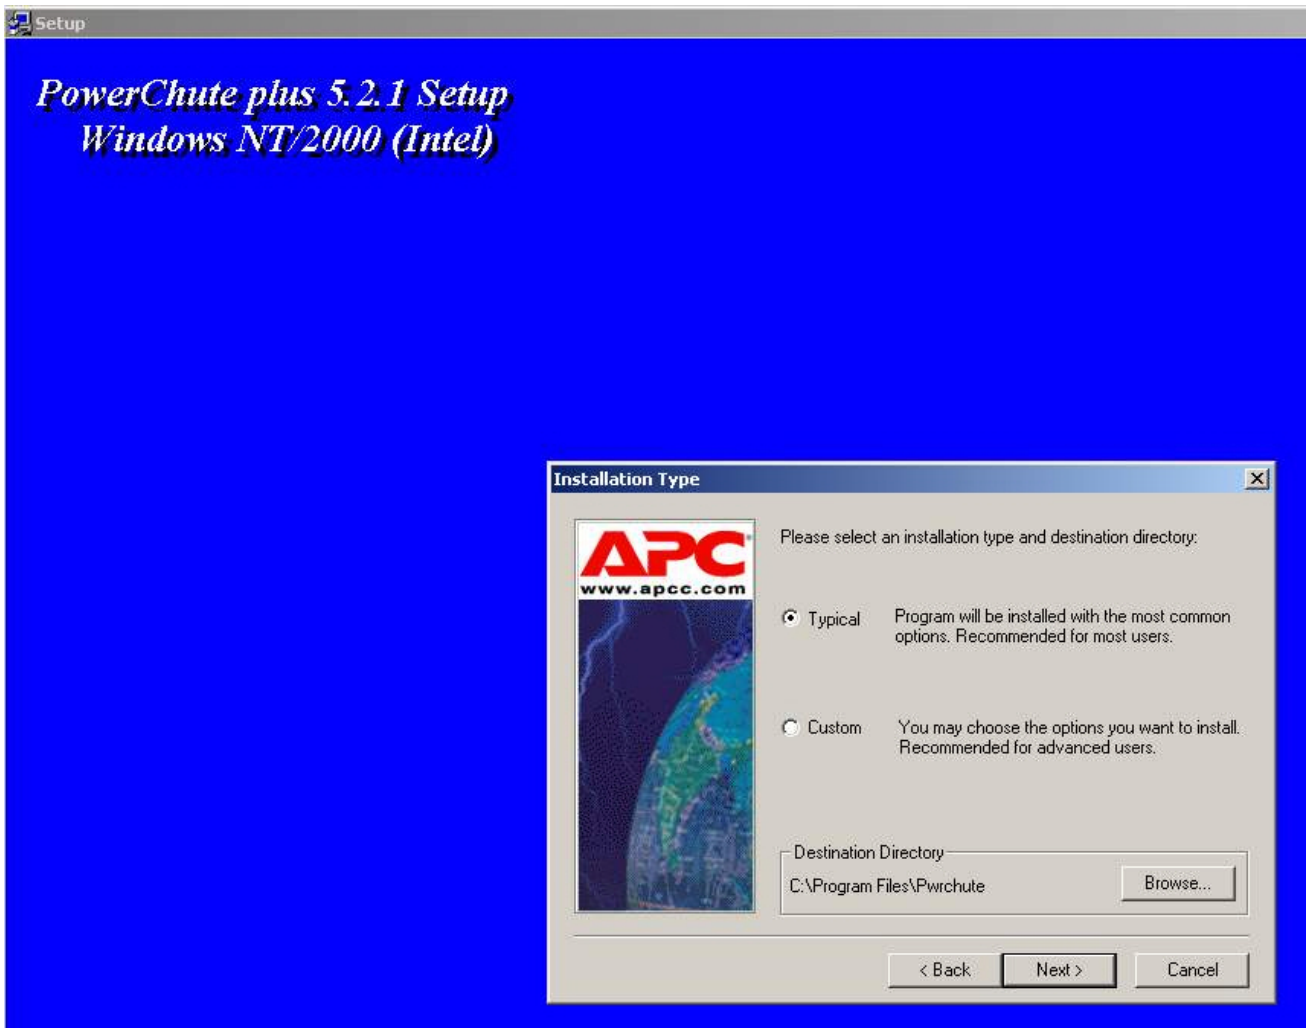 Setup
PowerChute plus 5.2.1 Setup
Windows NT/2000 (Intel)
Installation Type
APC
www.apcc.com
Please select an installation type and destination directory:
Typical
Program will be installed with the most common
options. Recommended for most users.
Custom
You may choose the options you want to install.
Recommended for advanced users.
Destination Directory
C:\Program Files\Pwrchute
Browse...
< Back
Next >
Cancel